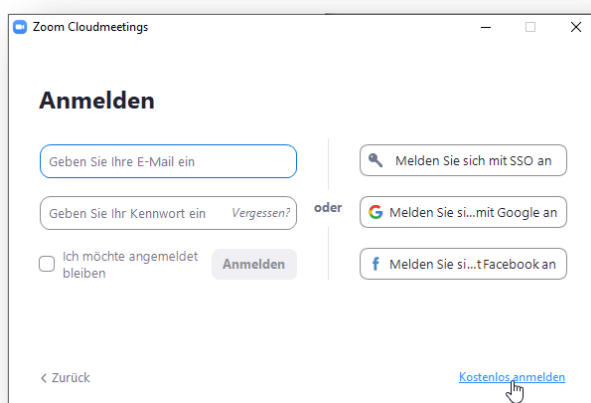 Zoom Cloudmeetings
Anmelden
Geben Sie Ihre E-Mail ein
Geben Sie Ihr Kennwort ein Vergessen?
Ich möchte angemeldet
bleiben
Anmelden
oder
Melden Sie sich mit SSO an
Melden Sie si...mit Google an
Melden Sie si...t Facebook an
< Zurück
Kostenlos anmelden